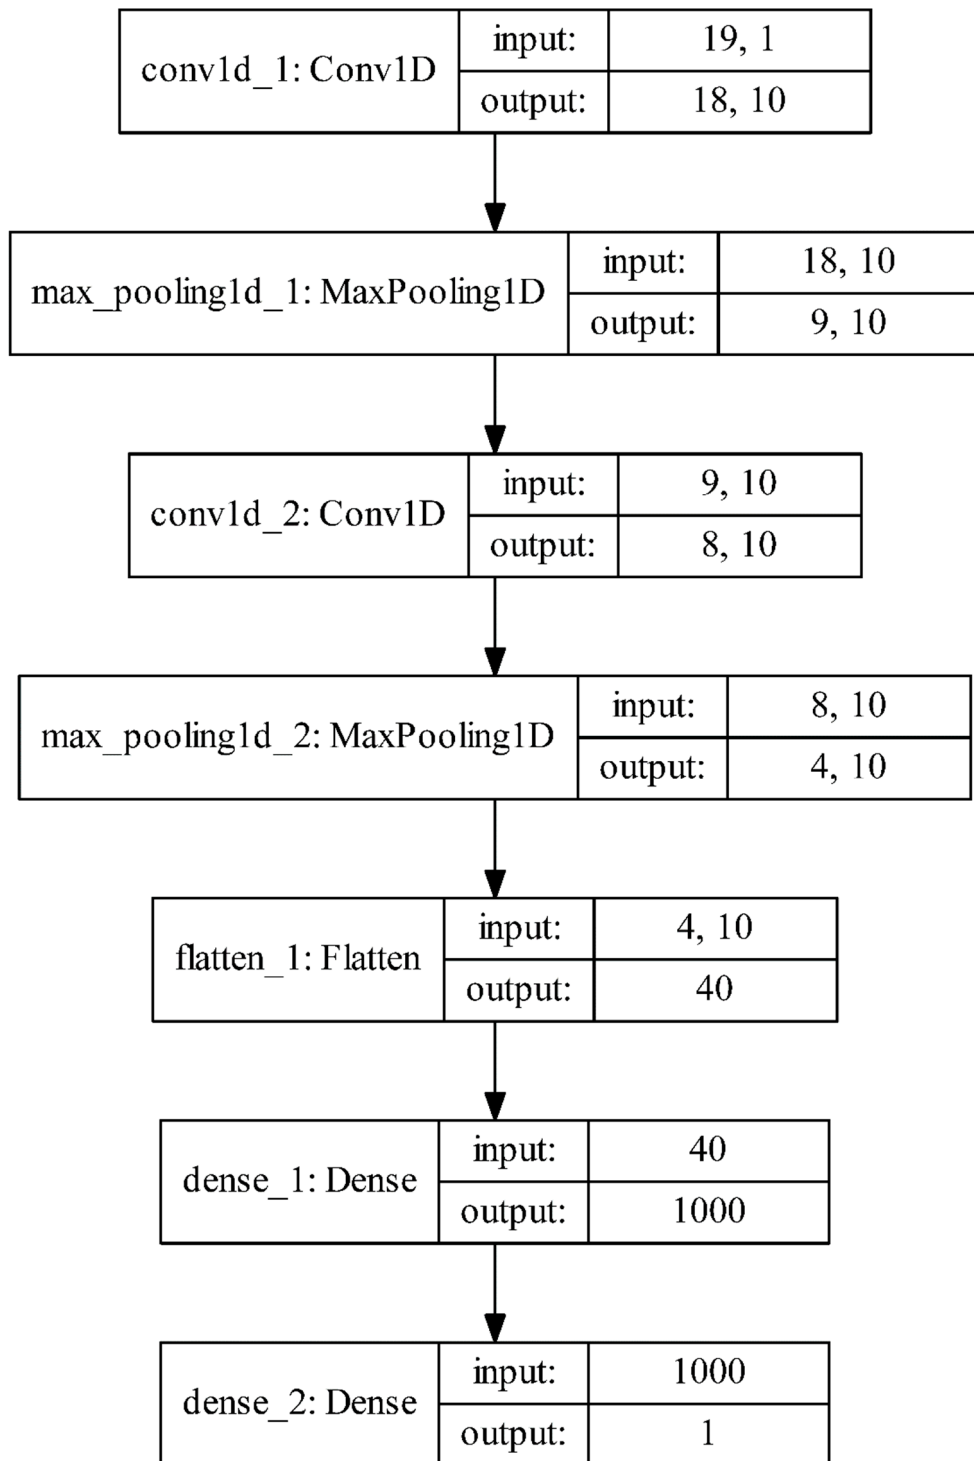 conv1d_1: Conv1D
input: 19, 1
output: 18, 10
max_pooling1d_1: MaxPooling1D
input: 18, 10
output: 9, 10
conv1d_2: Conv1D
input: 9, 10
output: 8, 10
max_pooling1d_2: MaxPooling1D
input: 8, 10
output: 4, 10
flatten_1: Flatten
input: 4, 10
output: 40
dense_1: Dense
input: 40
output: 1000
dense_2: Dense
input: 1000
output: 1